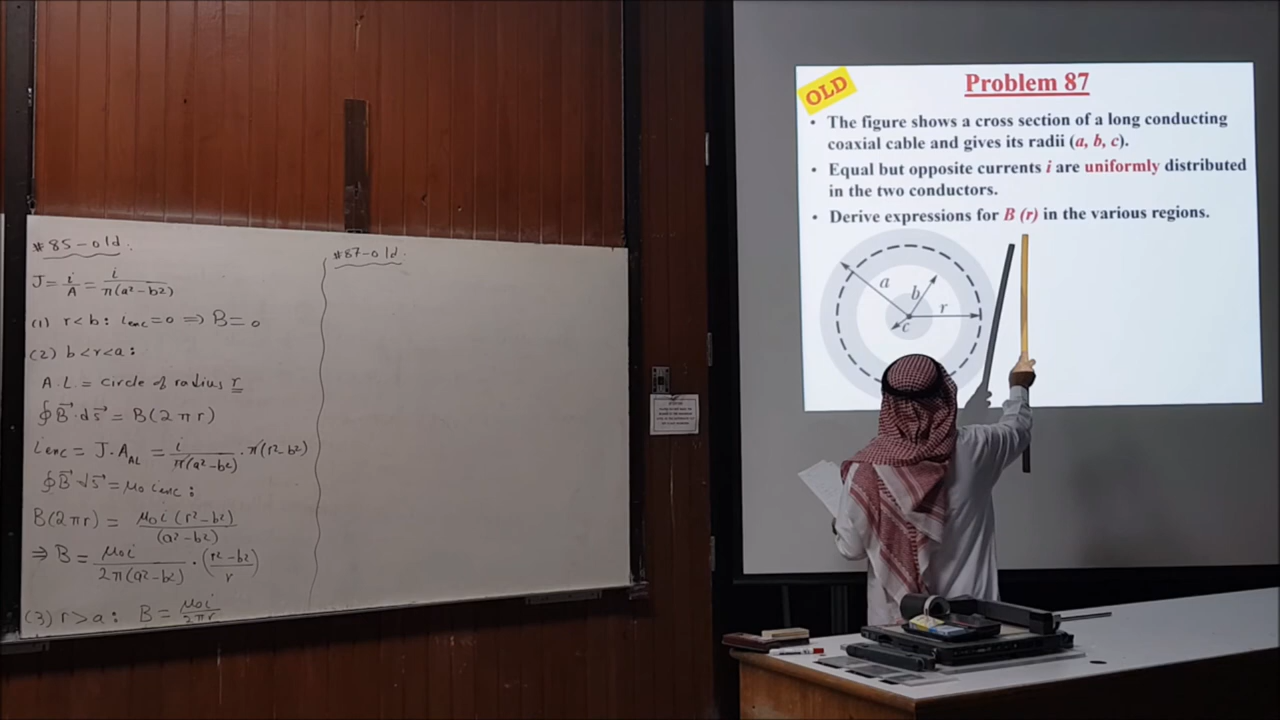 #85-old.
J = i/A = i/π(a²-b²)
(1) r<b: ienc=0 ⇒ B=0
(2) b<r<a:
A.L. = circle of radius r
∮B⃗·ds⃗ = B(2πr)
ienc = J·A_AL = i/π(a²-b²) · π(r²-b²)
∮B⃗·ds⃗ = μ₀ ienc:
B(2πr) = μ₀i(r²-b²)/(a²-b²)
⇒ B = μ₀i/2π(a²-b²) · (r²-b²/r)
(3) r>a: B = μ₀i/2πr
#87-old.
OLD
Problem 87
• The figure shows a cross section of a long conducting
coaxial cable and gives its radii (a, b, c).
• Equal but opposite currents i are uniformly distributed
in the two conductors.
• Derive expressions for B (r) in the various regions.
a
b
r
c